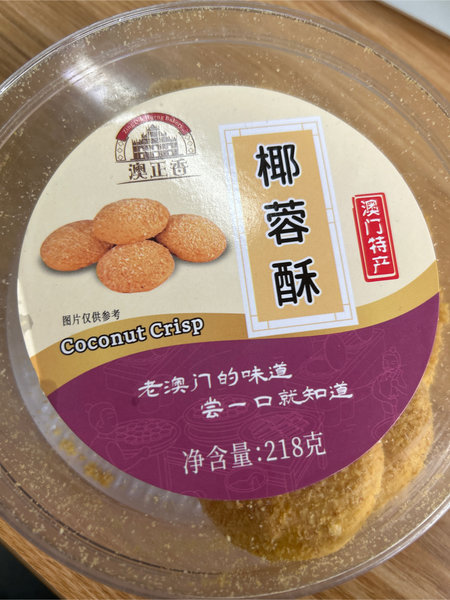 澳正香
椰蓉酥
澳门特产
图片仅供参考
Coconut Crisp
老澳门的味道
尝一口就知道
净含量:218克